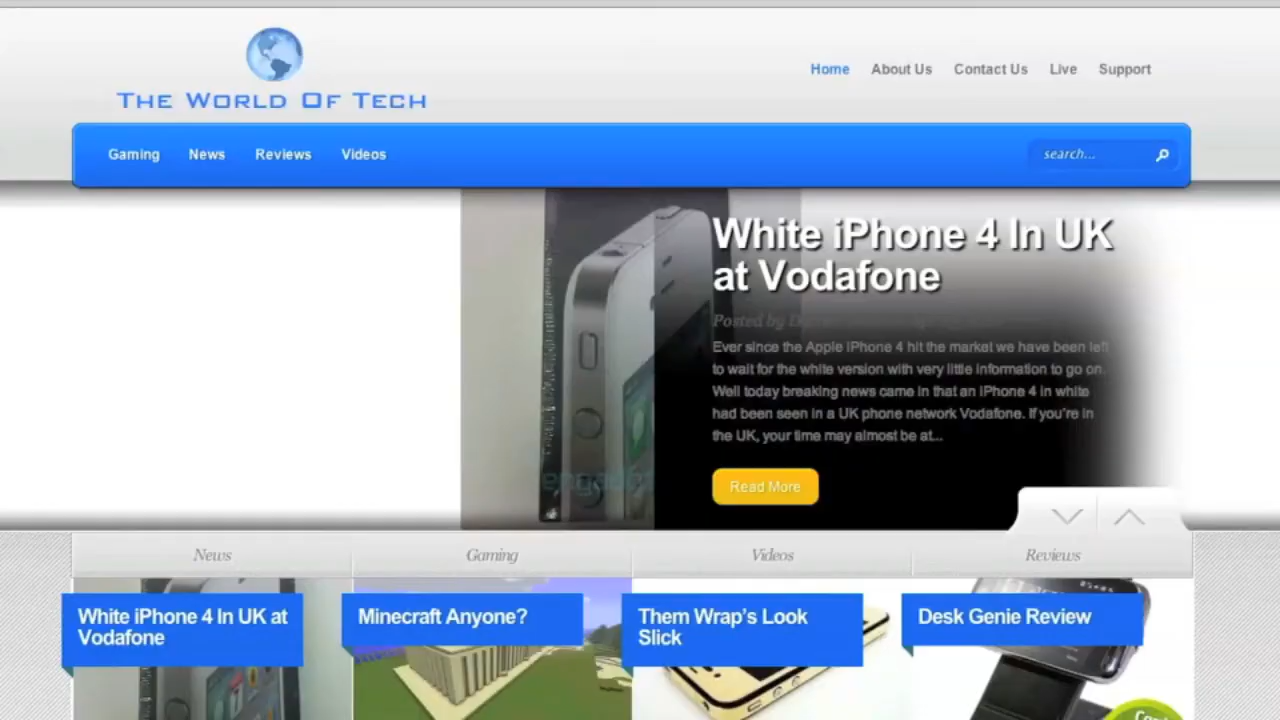 THE WORLD OF TECH
Home About Us Contact Us Live Support
Gaming News Reviews Videos
search...
White iPhone 4 In UK
at Vodafone
Posted by
Ever since the Apple iPhone 4 hit the market we have been left
to wait for the white version with very little information to go on.
Well today breaking news came in that an iPhone 4 in white
had been seen in a UK phone network Vodafone. If you're in
the UK, your time may almost be at...
engadget
Read More
News Gaming Videos Reviews
White iPhone 4 In UK at
Vodafone
Minecraft Anyone?
Them Wrap's Look
Slick
Desk Genie Review